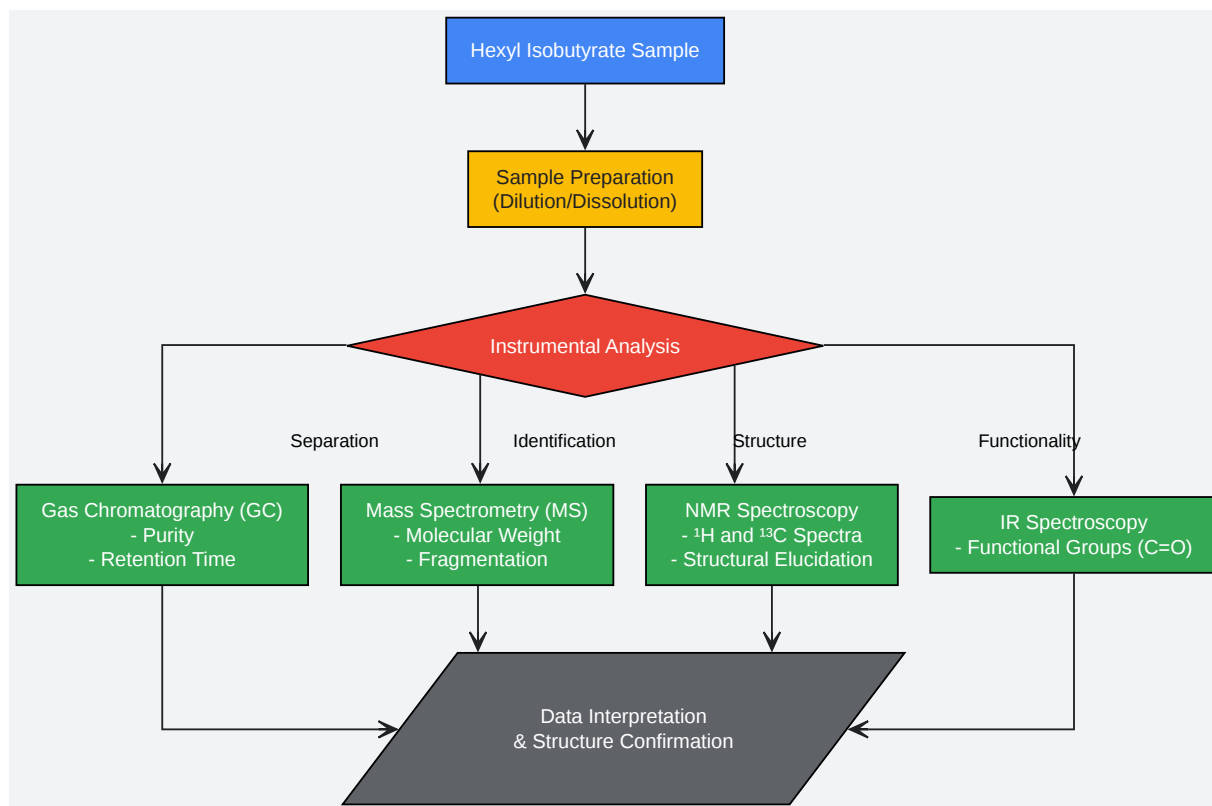 Hexyl Isobutyrate Sample
Sample Preparation
(Dilution/Dissolution)
Instrumental Analysis
Separation
Identification
Structure
Functionality
Gas Chromatography (GC)
- Purity
- Retention Time
Mass Spectrometry (MS)
- Molecular Weight
- Fragmentation
NMR Spectroscopy
- ¹H and ¹³C Spectra
- Structural Elucidation
IR Spectroscopy
- Functional Groups (C=O)
Data Interpretation
& Structure Confirmation